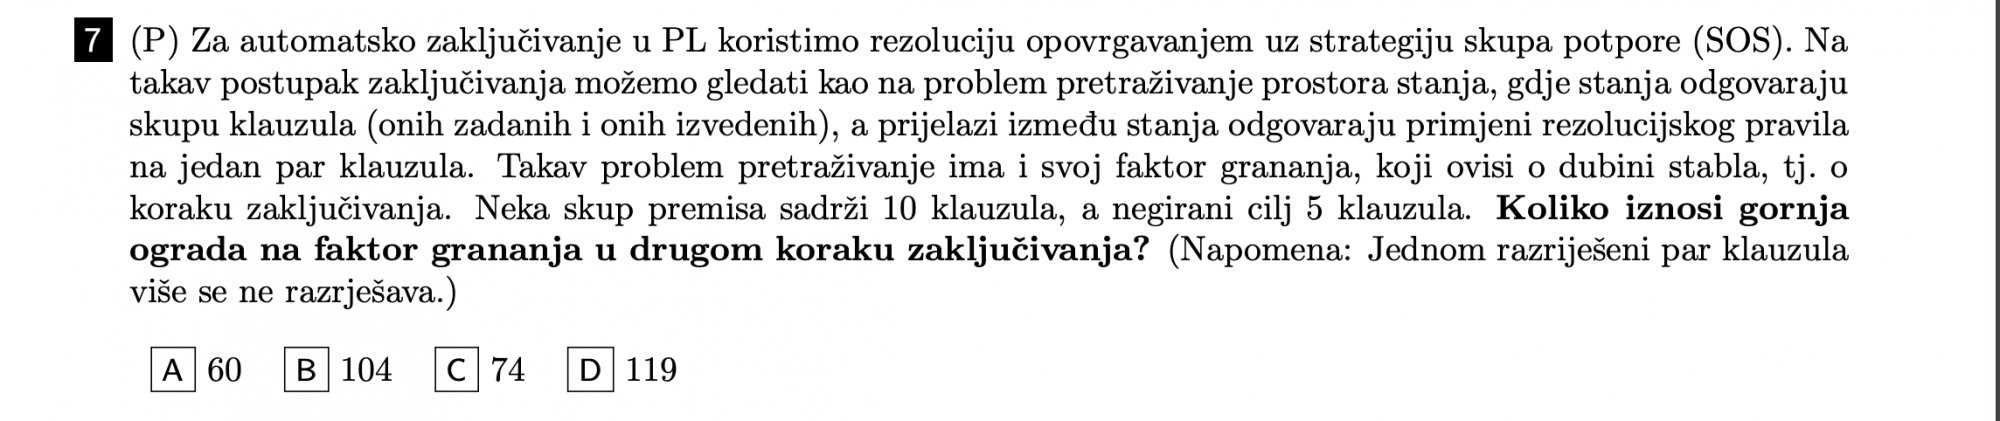 7 (P) Za automatsko zaključivanje u PL koristimo rezoluciju opovrgavanjem uz strategiju skupa potpore (SOS). Na
takav postupak zaključivanja možemo gledati kao na problem pretraživanje prostora stanja, gdje stanja odgovaraju
skupu klauzula (onih zadanih i onih izvedenih), a prijelazi između stanja odgovaraju primjeni rezolucijskog pravila
na jedan par klauzula. Takav problem pretraživanje ima i svoj faktor grananja, koji ovisi o dubini stabla, tj. o
koraku zaključivanja. Neka skup premisa sadrži 10 klauzula, a negirani cilj 5 klauzula. Koliko iznosi gornja
ograda na faktor grananja u drugom koraku zaključivanja? (Napomena: Jednom razriješeni par klauzula
više se ne razrješava.)
A 60 B 104 C 74 D 119